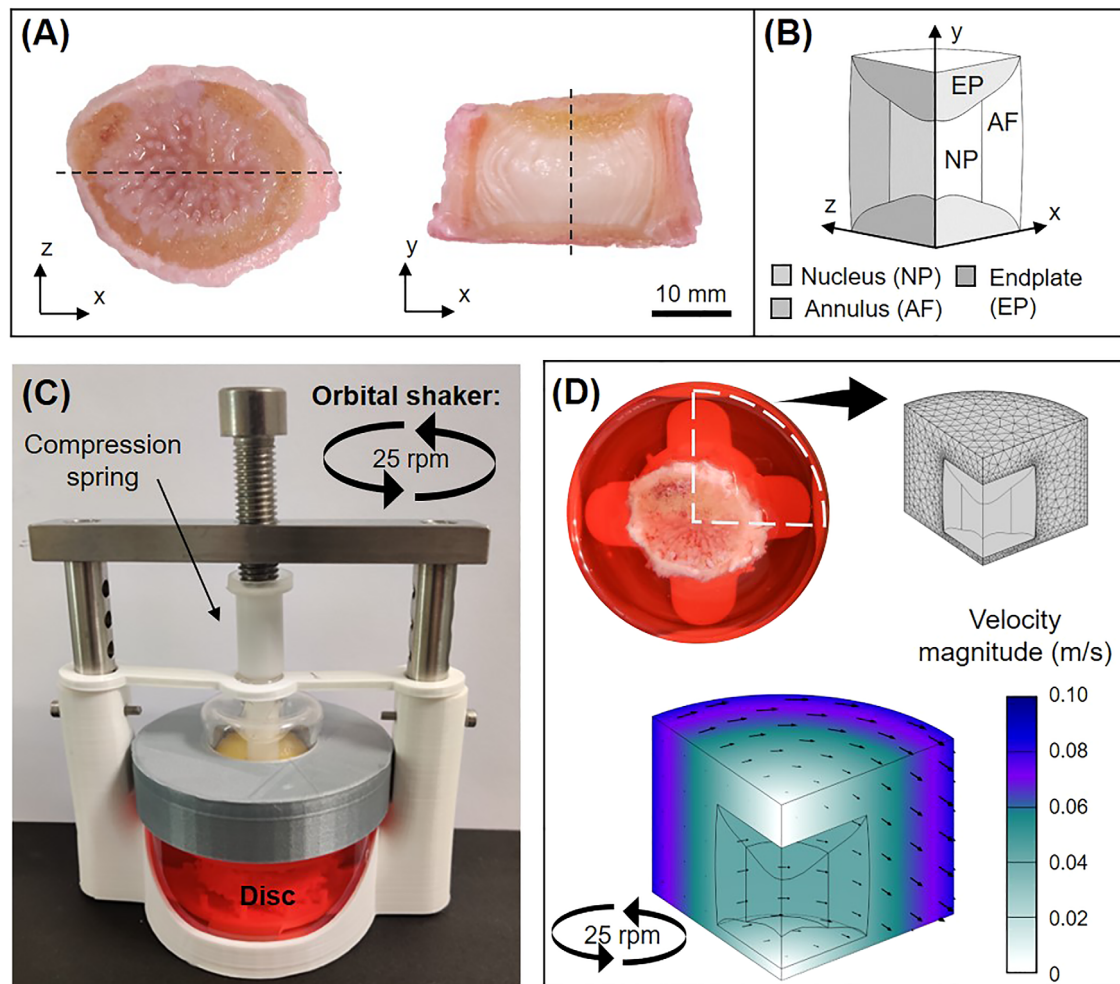 (A)
z
x
y
x
10 mm
(B)
y
EP
AF
NP
z
x
Nucleus (NP)
Endplate
Annulus (AF)
(EP)
(C)
Orbital shaker:
25 rpm
Compression
spring
Disc
(D)
Velocity
magnitude (m/s)
0.10
0.08
0.06
0.04
0.02
0
25 rpm